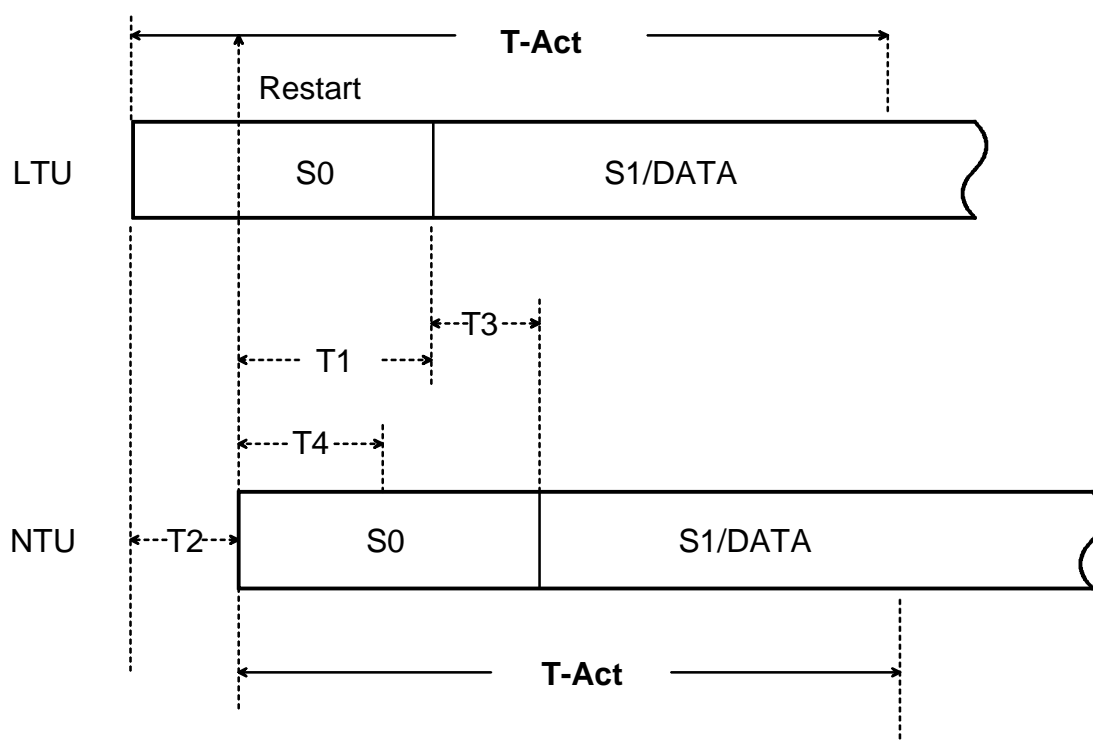 T-Act
Restart
LTU S0 S1/DATA
T3
T1
T4
NTU T2 S0 S1/DATA
T-Act